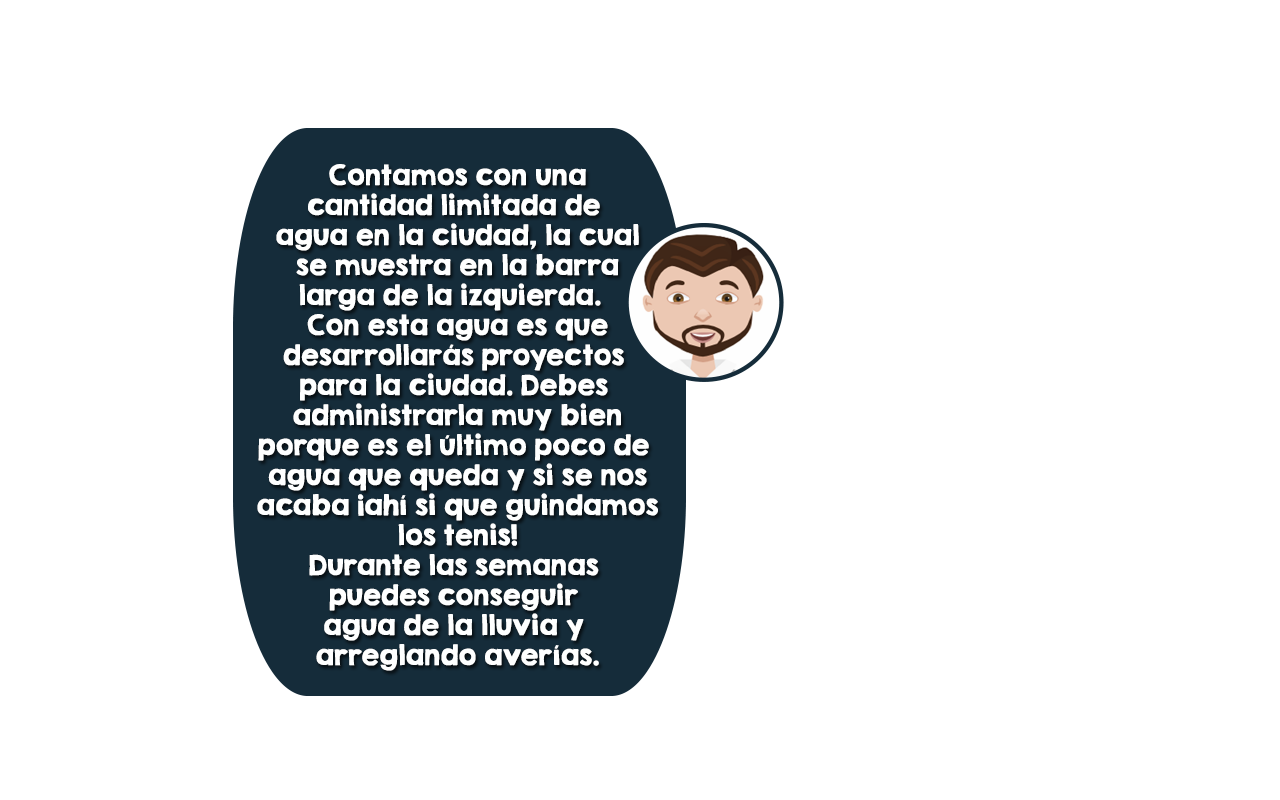 Contamos con una
cantidad limitada de
agua en la ciudad, la cual
se muestra en la barra
larga de la izquierda.
Con esta agua es que
desarrollarás proyectos
para la ciudad. Debes
administrarla muy bien
porque es el último poco de
agua que queda y si se nos
acaba ¡ahí si que guindamos
los tenis!
Durante las semanas
puedes conseguir
agua de la lluvia y
arreglando averías.